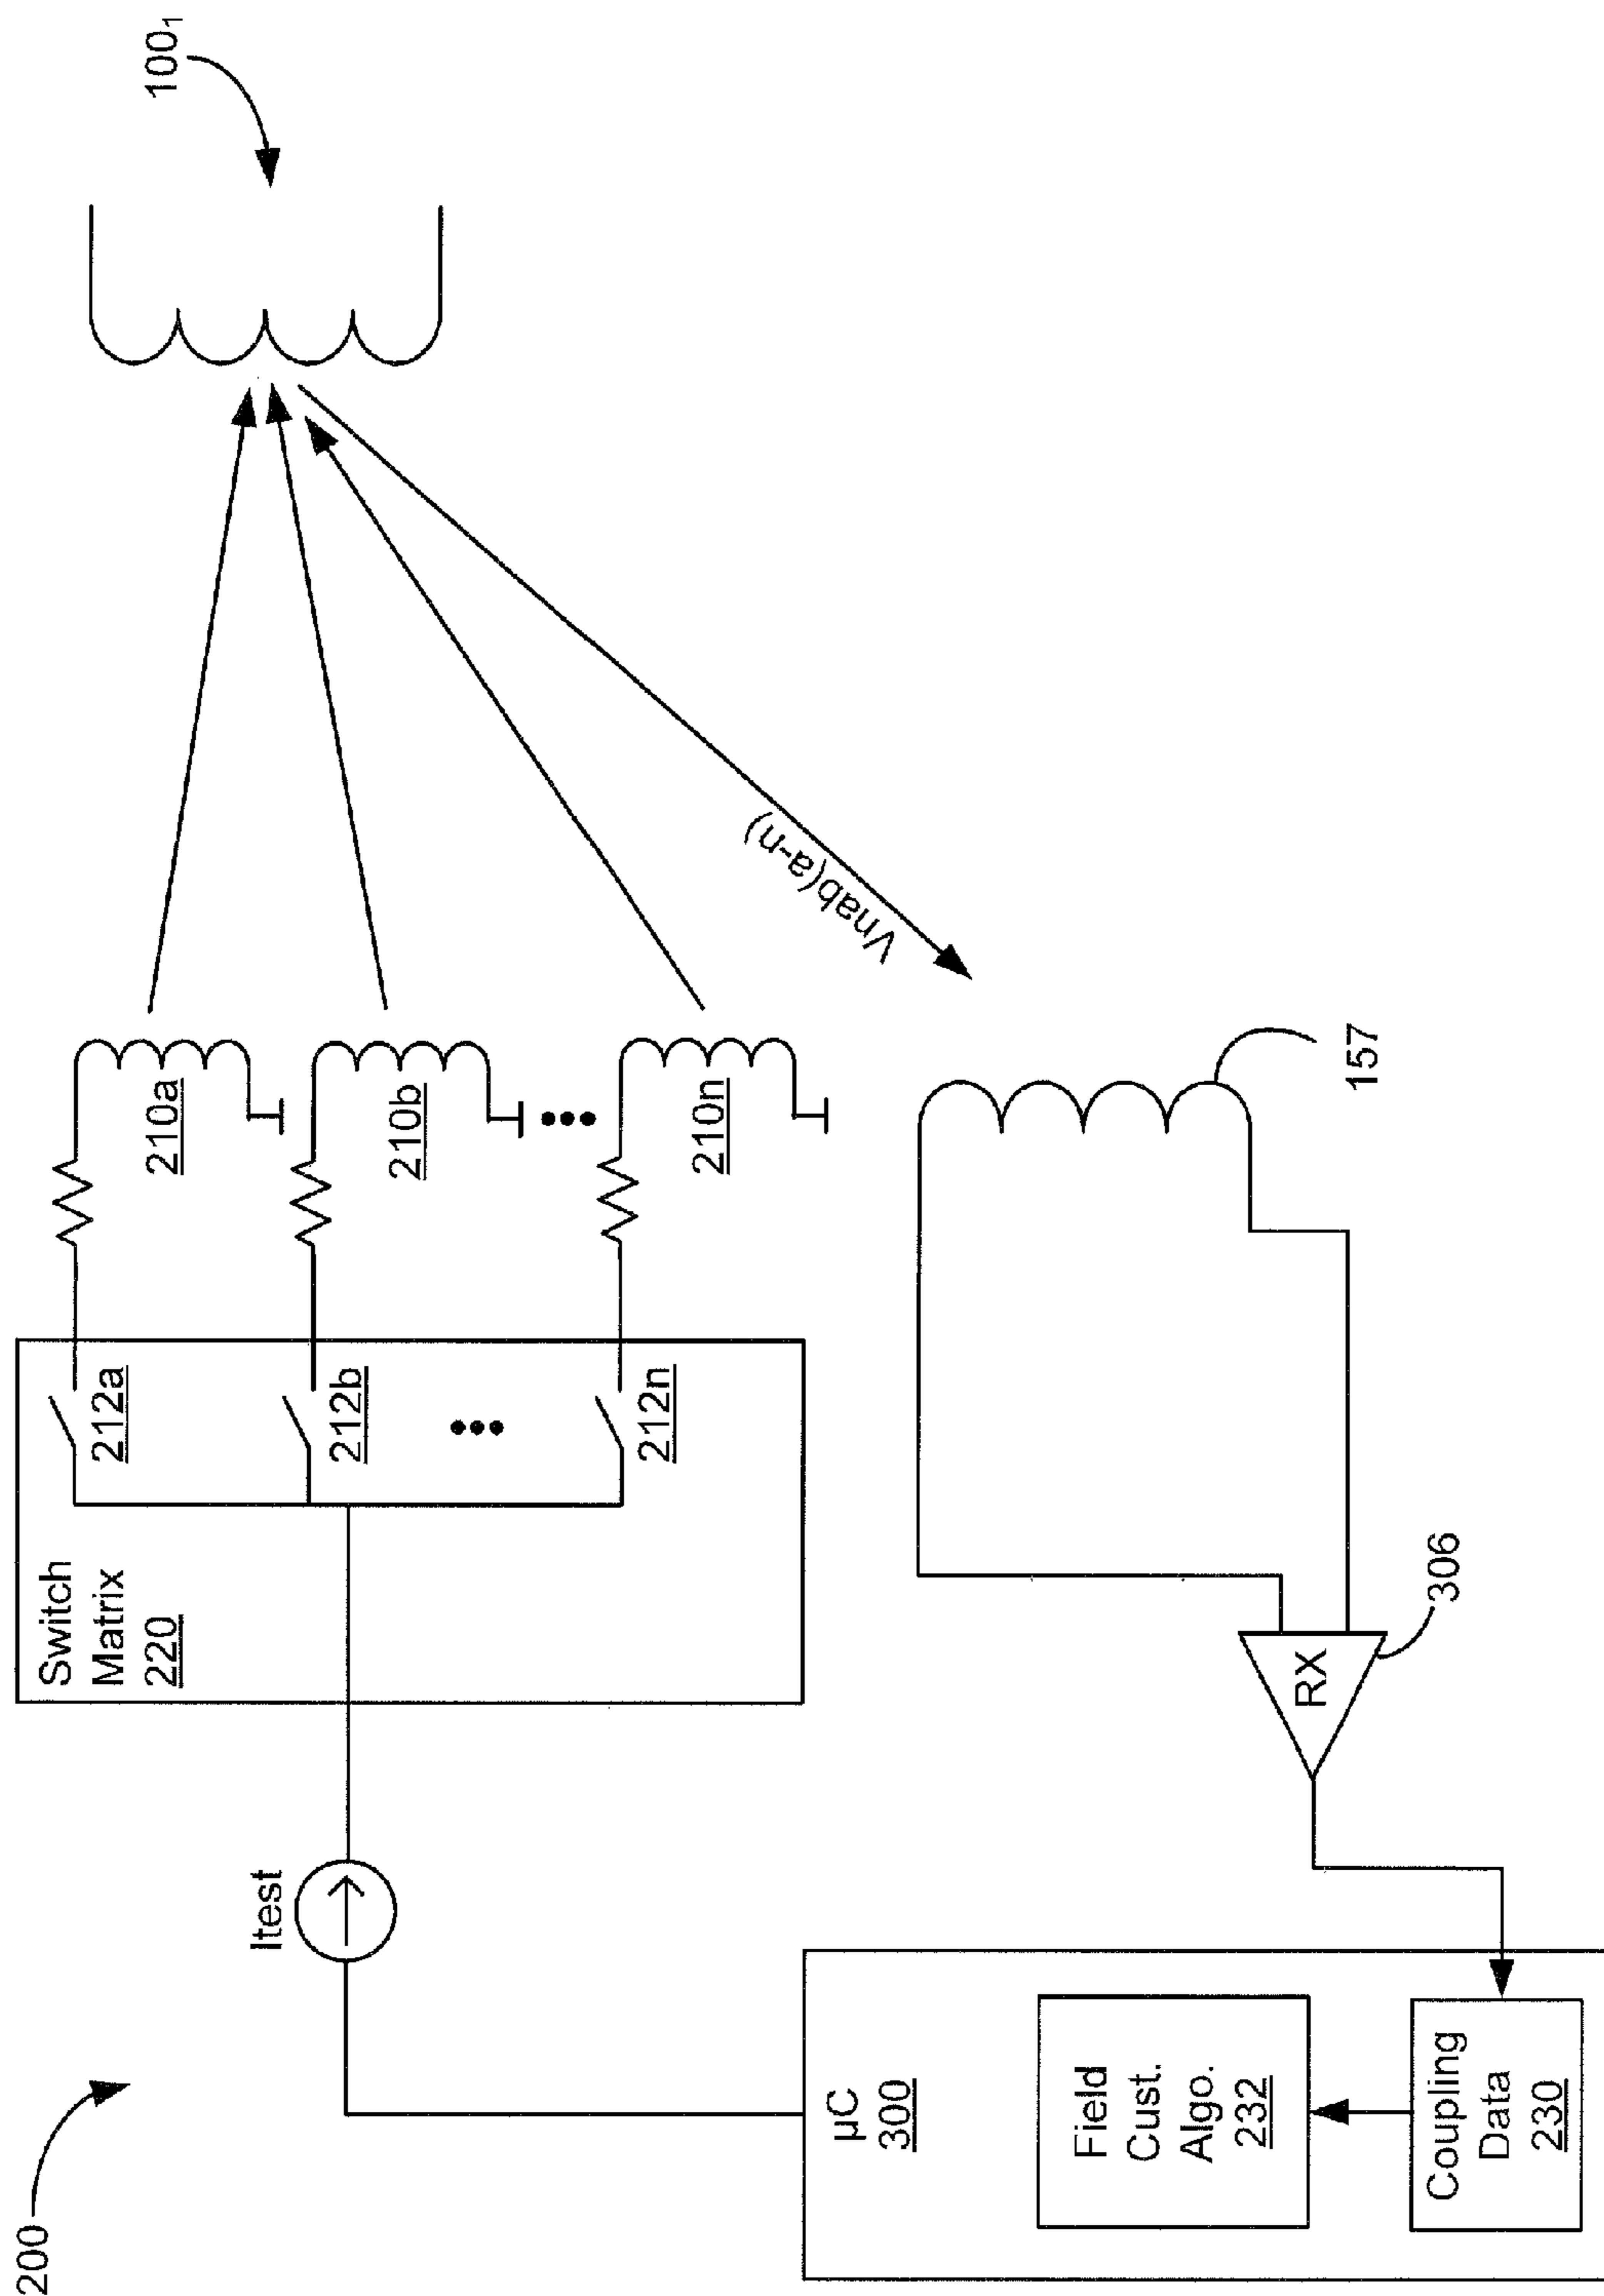 200
Itest
Switch
Matrix
220
212a
212b
212n
210a
210b
210n
100₁
Vnab(a-n)
157
RX
306
µC
300
Field
Cust.
Algo.
232
Coupling
Data
230